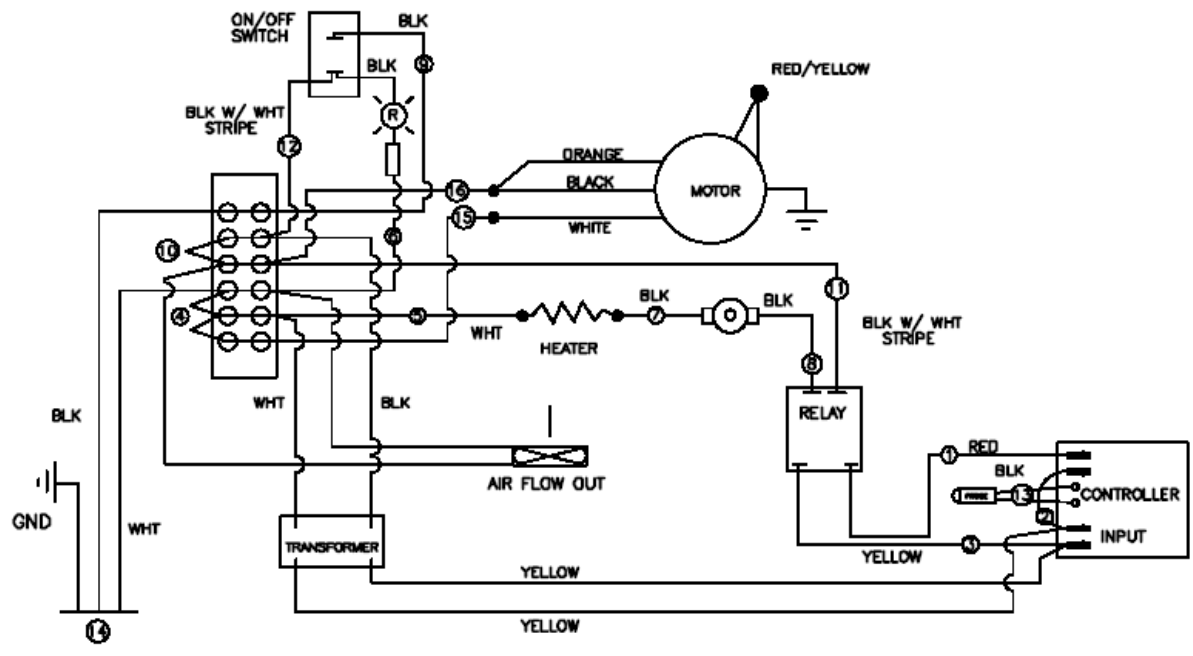 ON/OFF
SWITCH
BLK
9
BLK
R
BLK W/ WHT
STRIPE
12
RED/YELLOW
ORANGE
16
BLACK
MOTOR
15
WHITE
10
6
11
4
5
WHT
HEATER
BLK
7
BLK
8
BLK W/ WHT
STRIPE
RELAY
WHT
BLK
BLK
AIR FLOW OUT
1
RED
BLK
PROBE
13
CONTROLLER
2
INPUT
3
YELLOW
GND
WHT
TRANSFORMER
YELLOW
YELLOW
14